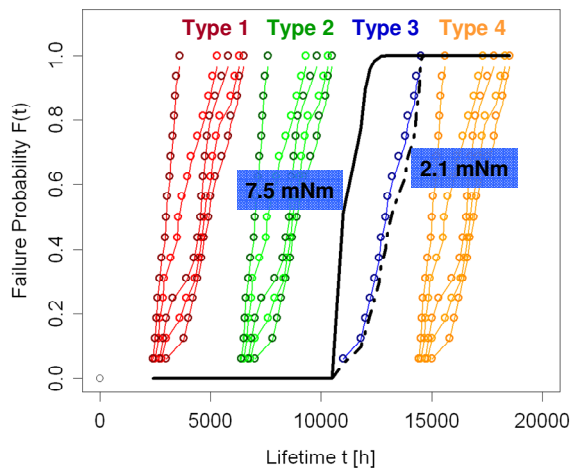 Type 1 Type 2 Type 3 Type 4
1.0
0.8
0.6
0.4
0.2
0.0
Failure Probability F(t)
7.5 mNm
2.1 mNm
0 5000 10000 15000 20000
Lifetime t [h]